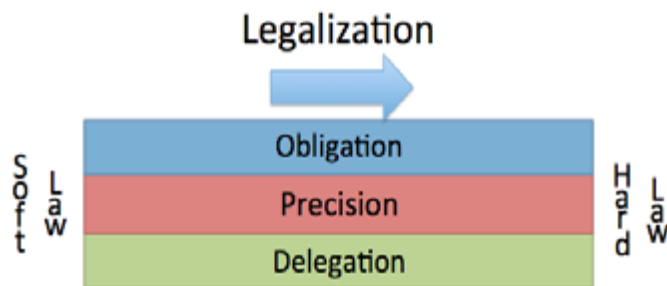 Legalization
Soft Law
Obligation
Precision
Delegation
Hard Law